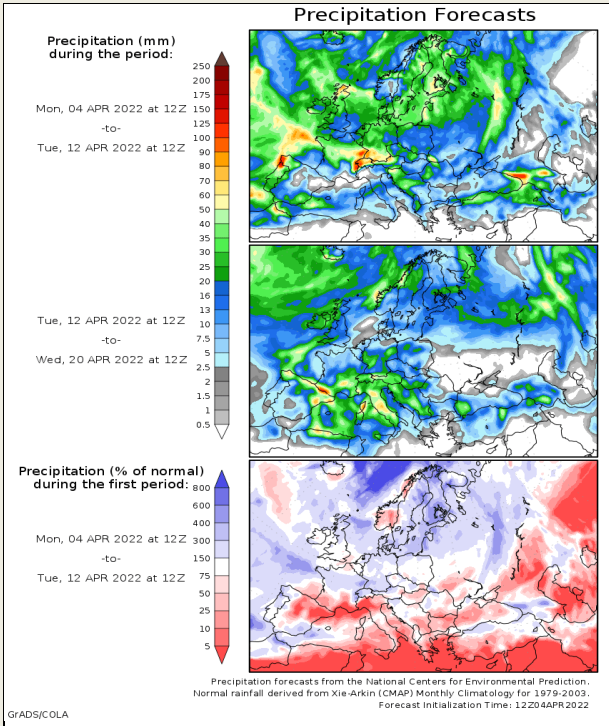 Precipitation Forecasts
Precipitation (mm)
during the period:
Mon, 04 APR 2022 at 12Z
-to-
Tue, 12 APR 2022 at 12Z
250
200
175
150
125
100
90
80
70
60
50
40
35
30
25
20
16
13
10
7.5
5
2.5
2
1.5
1
0.5
Tue, 12 APR 2022 at 12Z
-to-
Wed, 20 APR 2022 at 12Z
Precipitation (% of normal)
during the first period:
Mon, 04 APR 2022 at 12Z
-to-
Tue, 12 APR 2022 at 12Z
800
600
400
300
150
75
50
25
10
5
Precipitation forecasts from the National Centers for Environmental Prediction.
Normal rainfall derived from Xie-Arkin (CMAP) Monthly Climatology for 1979-2003.
Forecast Initialization Time: 12Z04APR2022
GrADS/COLA